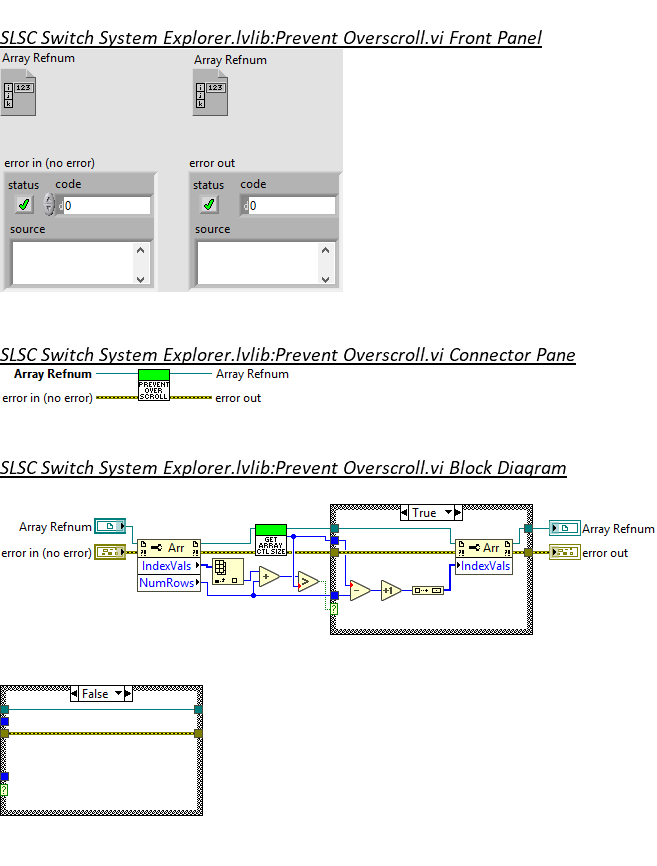 SLSC Switch System Explorer.lvlib:Prevent Overscroll.vi Front Panel
Array Refnum
Array Refnum
i
j
k
123
i
j
k
123
error in (no error)
error out
status
code
status
code
d
0
d
0
source
source
SLSC Switch System Explorer.lvlib:Prevent Overscroll.vi Connector Pane
Array Refnum
PREVENT
OVER
SCROLL
Array Refnum
error in (no error)
error out
SLSC Switch System Explorer.lvlib:Prevent Overscroll.vi Block Diagram
True
Array Refnum
Array Refnum
error in (no error)
?!
Arr
GET
ARRAY
CTL SIZE
?!
Arr
error out
IndexVals
IndexVals
NumRows
+
>
-
+1
?
False
?